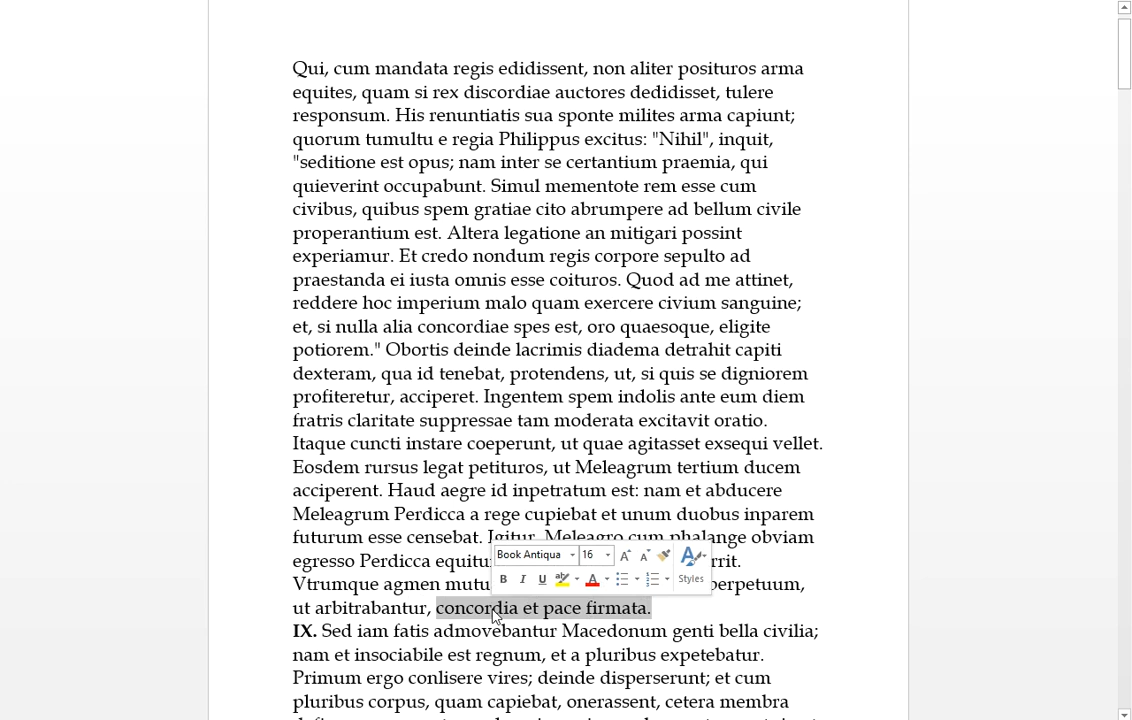 Qui, cum mandata regis edidissent, non aliter posituros arma
equites, quam si rex discordiae auctores dedidisset, tulere
responsum. His renuntiatis sua sponte milites arma capiunt;
quorum tumultu e regia Philippus excitus: "Nihil", inquit,
"seditione est opus; nam inter se certantium praemia, qui
quieverint occupabunt. Simul mementote rem esse cum
civibus, quibus spem gratiae cito abrumpere ad bellum civile
properantium est. Altera legatione an mitigari possint
experiamur. Et credo nondum regis corpore sepulto ad
praestanda ei iusta omnis esse coituros. Quod ad me attinet,
reddere hoc imperium malo quam exercere civium sanguine;
et, si nulla alia concordiae spes est, oro quaesoque, eligite
potiorem." Obortis deinde lacrimis diadema detrahit capiti
dexteram, qua id tenebat, protendens, ut, si quis se digniorem
profiteretur, acciperet. Ingentem spem indolis ante eum diem
fratris claritate suppressae tam moderata excitavit oratio.
Itaque cuncti instare coeperunt, ut quae agitasset exsequi vellet.
Eosdem rursus legat petituros, ut Meleagrum tertium ducem
acciperent. Haud aegre id inpetratum est: nam et abducere
Meleagrum Perdicca a rege cupiebat et unum duobus inparem
futurum esse censebat. Igitur, Meleagro cum phalange obviam
egresso Perdicca
Book Antiqua 16 A A
B I U ab A Styles
Vtrumque agmen perpetuum,
ut arbitrabantur, concordia et pace firmata.
IX. Sed iam fatis admovebantur Macedonum genti bella civilia;
nam et insociabile est regnum, et a pluribus expetebatur.
Primum ergo conlisere vires; deinde disperserunt; et cum
pluribus corpus, quam capiebat, onerassent, cetera membra